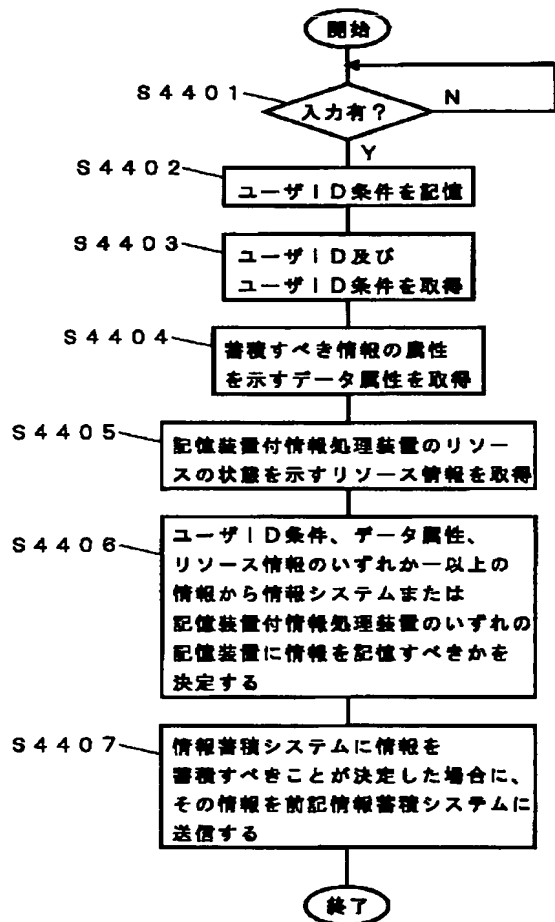 開始
S4401
入力有?
N
Y
S4402
ユーザID条件を記憶
S4403
ユーザID及び
ユーザID条件を取得
S4404
蓄積すべき情報の属性
を示すデータ属性を取得
S4405
記憶装置付情報処理装置のリソー
スの状態を示すリソース情報を取得
S4406
ユーザID条件、データ属性、
リソース情報のいずれか一以上の
情報から情報システムまたは
記憶装置付情報処理装置のいずれの
記憶装置に情報を記憶すべきかを
決定する
S4407
情報蓄積システムに情報を
蓄積すべきことが決定した場合に、
その情報を前記情報蓄積システムに
送信する
終了